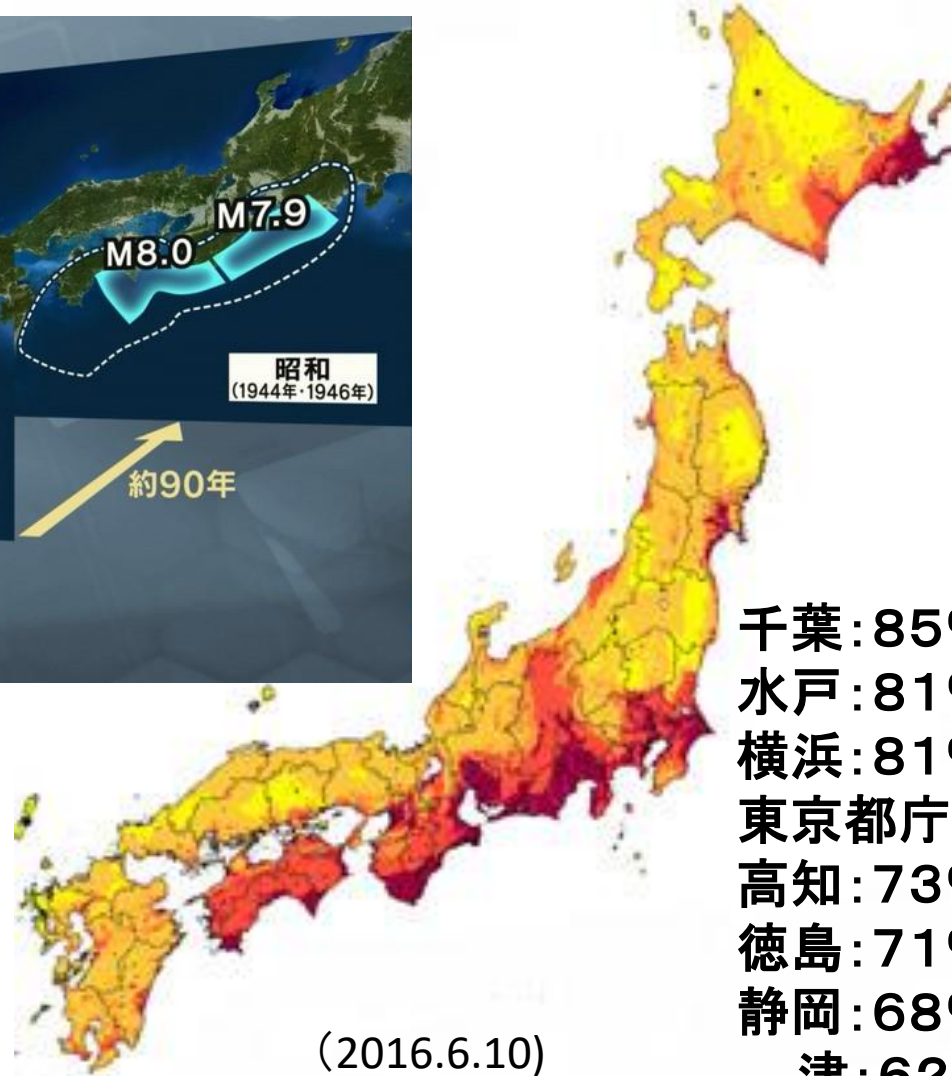 M7.9
M8.0
昭和
(1944年・1946年)
約90年
千葉：85
水戸：81
横浜：81
東京都庁
高知：73
徳島：71
静岡：68
津：62
（2016.6.10)